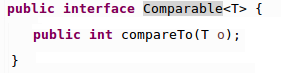 public interface Comparable<T> {
public int compareTo(T o);
}